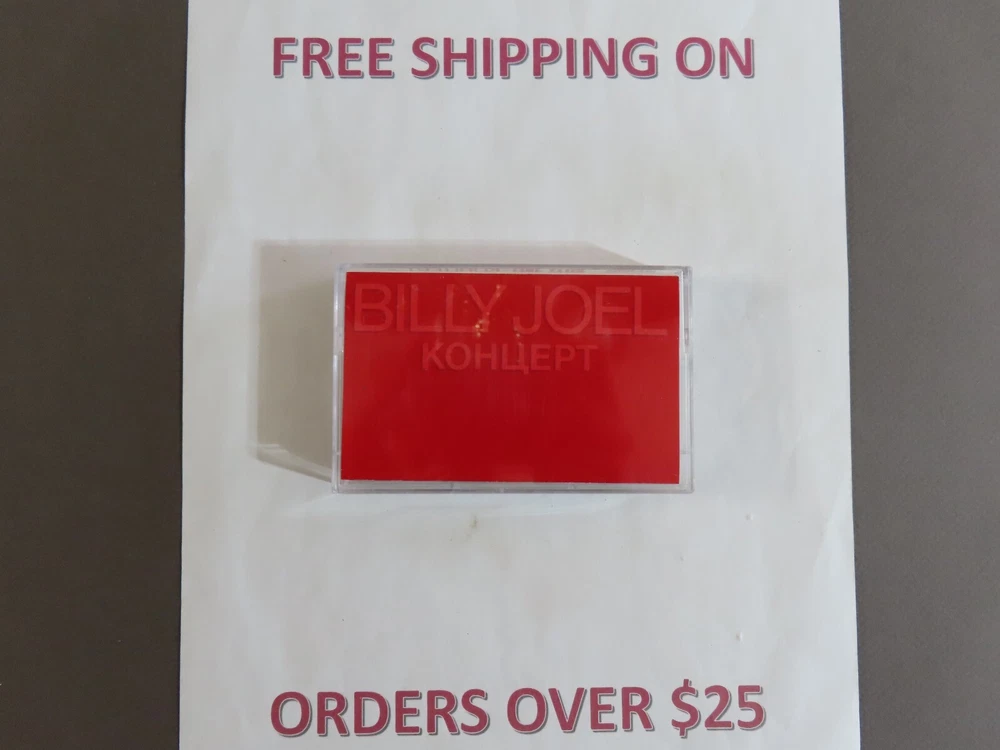 FREE SHIPPING ON
BILLY JOEL
КОНЦЕРТ
ORDERS OVER $25